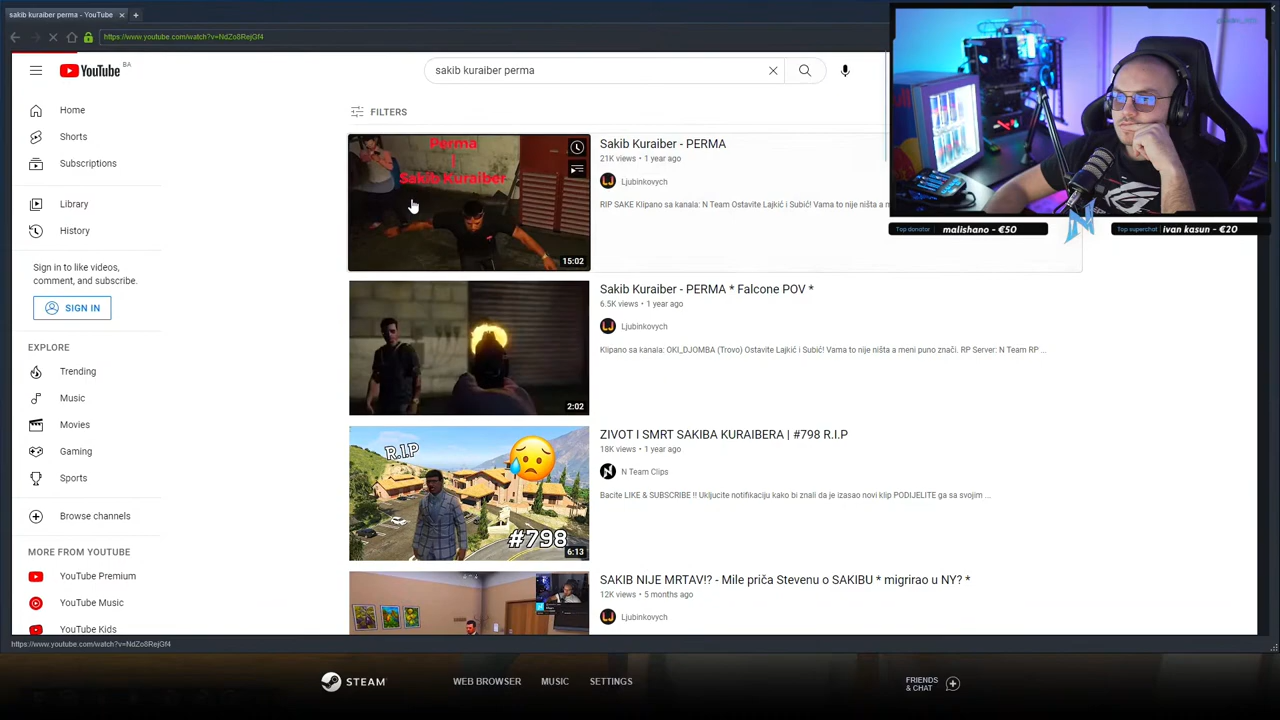 sakib kuraiber perma - YouTube
https://www.youtube.com/watch?v=NdZo8RejGf4
YouTube BA
sakib kuraiber perma
Home
Shorts
Subscriptions
Library
History
Sign in to like videos,
comment, and subscribe.
SIGN IN
EXPLORE
Trending
Music
Movies
Gaming
Sports
Browse channels
MORE FROM YOUTUBE
YouTube Premium
YouTube Music
YouTube Kids
FILTERS
Perma
|
Sakib Kuraiber
15:02
Sakib Kuraiber - PERMA
21K views • 1 year ago
Ljubinkovych
RIP SAKE Klipano sa kanala: N Team Ostavite Lajkić i Subić! Vama to nije ništa a
2:02
Sakib Kuraiber - PERMA * Falcone POV *
6.5K views • 1 year ago
Ljubinkovych
Klipano sa kanala: OKI_DJOMBA (Trovo) Ostavite Lajkić i Subić! Vama to nije ništa a meni puno znači. RP Server: N Team RP ...
R.I.P
#798
6:13
ZIVOT I SMRT SAKIBA KURAIBERA | #798 R.I.P
18K views • 1 year ago
N Team Clips
Bacite LIKE & SUBSCRIBE !! Ukljucite notifikaciju kako bi znali da je izasao novi klip PODIJELITE ga sa svojim ...
SAKIB NIJE MRTAV!? - Mile priča Stevenu o SAKIBU * migrirao u NY? *
12K views • 5 months ago
Ljubinkovych
Top donator malishano - €50
Top superchat ivan kasun - €20
https://www.youtube.com/watch?v=NdZo8RejGf4
STEAM
WEB BROWSER
MUSIC
SETTINGS
FRIENDS
& CHAT